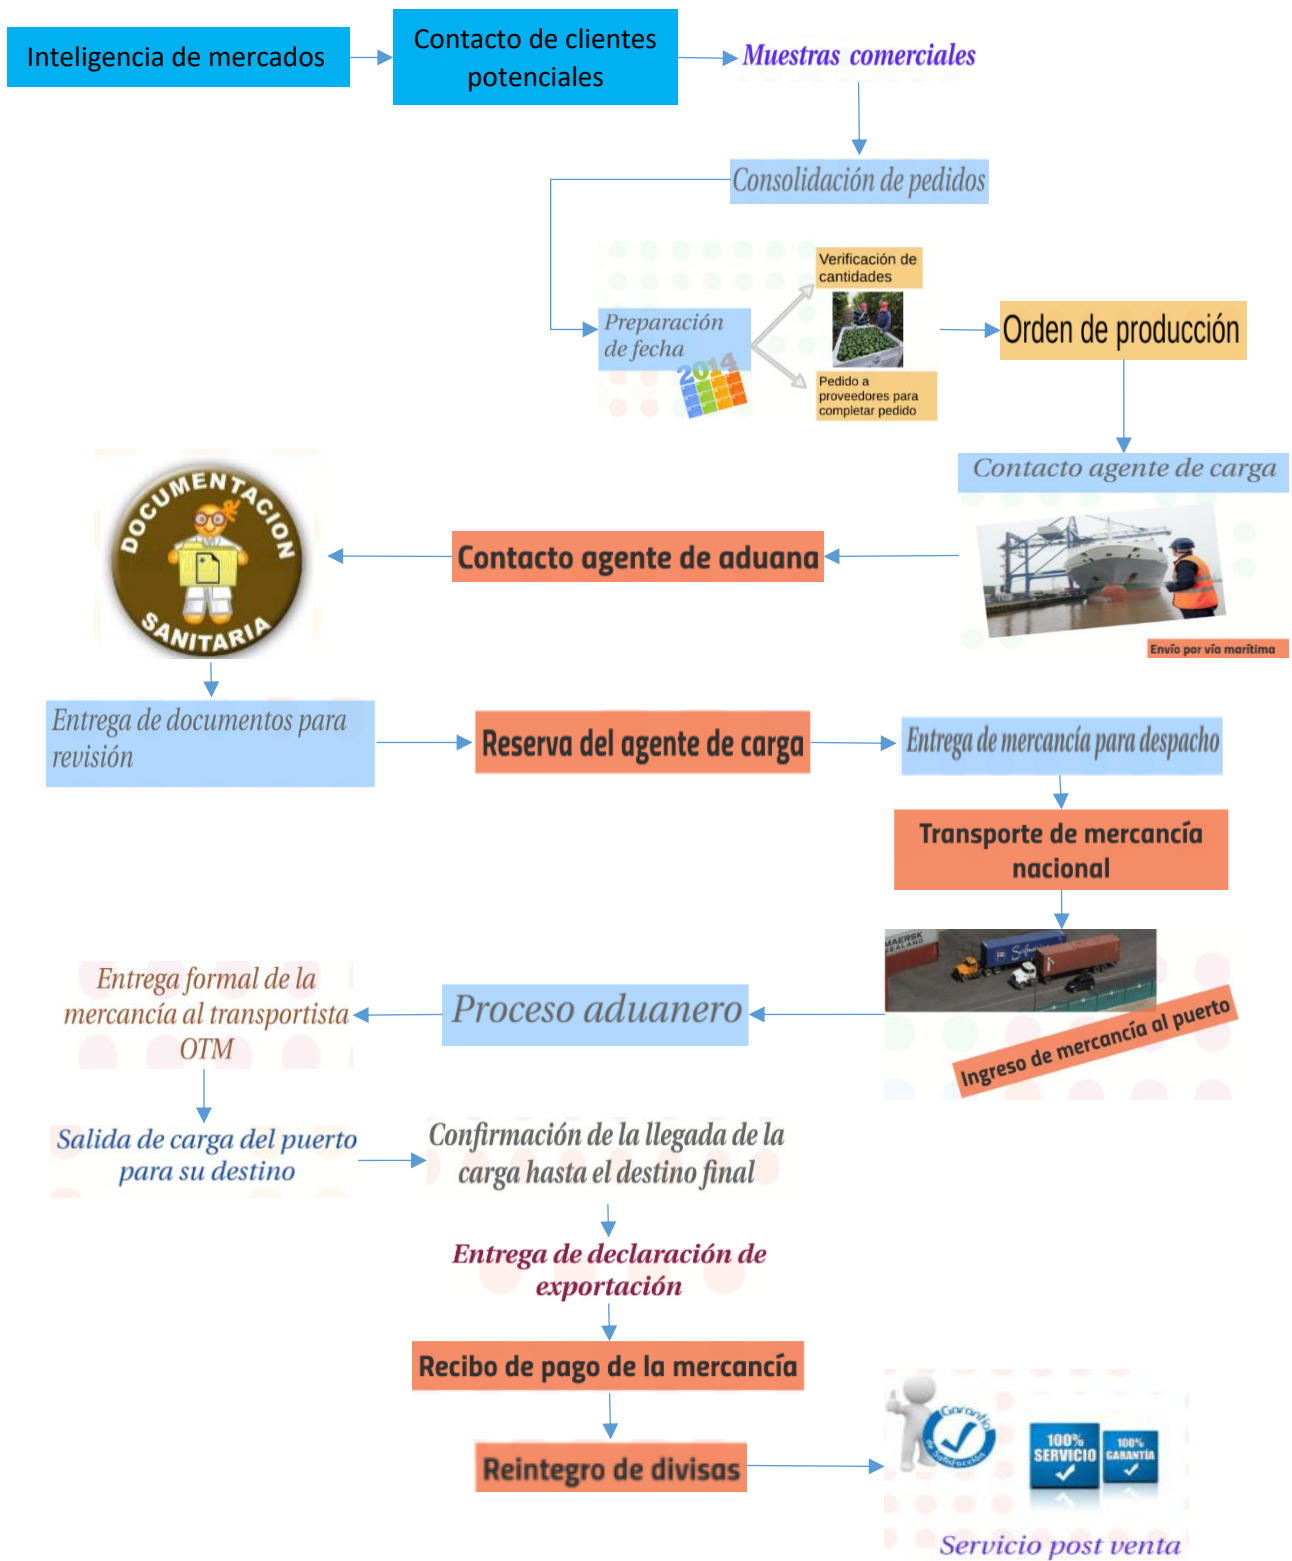 Inteligencia de mercados
Contacto de clientes
potenciales
Muestras comerciales
Consolidación de pedidos
Verificación de
cantidades
Preparación
de fecha
2014
Pedido a
proveedores para
completar pedido
Orden de producción
Contacto agente de carga
Envío por vía marítima
Contacto agente de aduana
DOCUMENTACION
SANITARIA
Entrega de documentos para
revisión
Reserva del agente de carga
Entrega de mercancía para despacho
Transporte de mercancía
nacional
MAERSK
SEALAND
Safmarine
Ingreso de mercancía al puerto
Proceso aduanero
Entrega formal de la
mercancía al transportista
OTM
Salida de carga del puerto
para su destino
Confirmación de la llegada de la
carga hasta el destino final
Entrega de declaración de
exportación
Recibo de pago de la mercancía
Reintegro de divisas
Garantía
de Satisfacción
100%
SERVICIO
100%
GARANTÍA
Servicio post venta